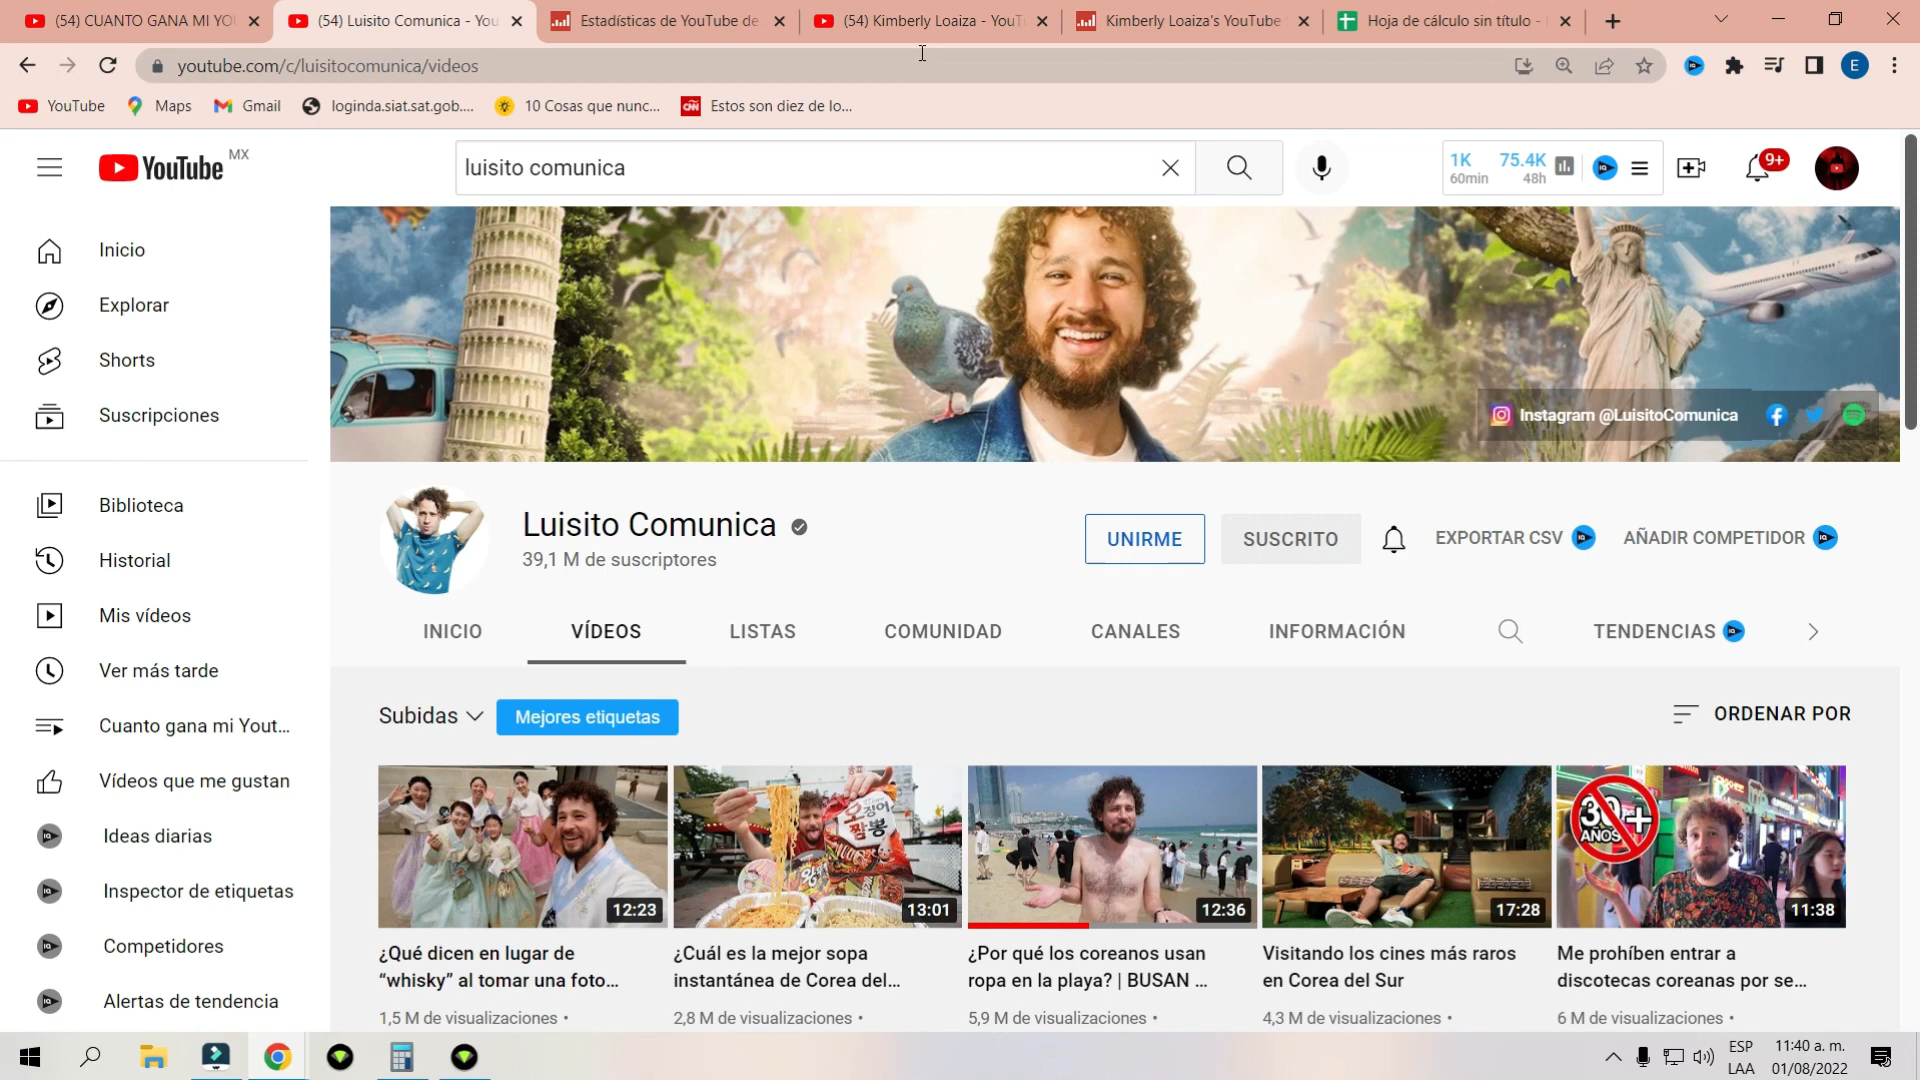 (54) CUANTO GANA MI YOU
(54) Luisito Comunica - You
Estadísticas de YouTube de
(54) Kimberly Loaiza - YouTu
Kimberly Loaiza's YouTube
Hoja de cálculo sin título -
youtube.com/c/luisitocomunica/videos
E
YouTube
Maps
Gmail
loginda.siat.sat.gob....
10 Cosas que nunc...
CNN
Estos son diez de lo...
YouTube MX
luisito comunica
1K
60min
75.4K
48h
9+
Inicio
Explorar
Shorts
Suscripciones
Biblioteca
Historial
Mis vídeos
Ver más tarde
Cuanto gana mi Yout...
Vídeos que me gustan
Ideas diarias
Inspector de etiquetas
Competidores
Alertas de tendencia
Instagram @LuisitoComunica
Luisito Comunica
39,1 M de suscriptores
UNIRME
SUSCRITO
EXPORTAR CSV
AÑADIR COMPETIDOR
INICIO
VÍDEOS
LISTAS
COMUNIDAD
CANALES
INFORMACIÓN
TENDENCIAS
Subidas
Mejores etiquetas
ORDENAR POR
12:23
13:01
12:36
17:28
30+
AÑOS
11:38
¿Qué dicen en lugar de
“whisky” al tomar una foto...
1,5 M de visualizaciones •
¿Cuál es la mejor sopa
instantánea de Corea del...
2,8 M de visualizaciones •
¿Por qué los coreanos usan
ropa en la playa? | BUSAN ...
5,9 M de visualizaciones •
Visitando los cines más raros
en Corea del Sur
4,3 M de visualizaciones •
Me prohíben entrar a
discotecas coreanas por se...
6 M de visualizaciones •
ESP
LAA
11:40 a. m.
01/08/2022